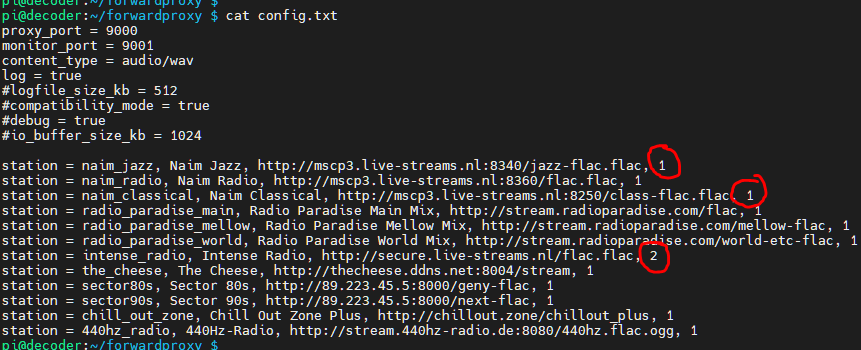 pi@decoder:~/forwardproxy $
pi@decoder:~/forwardproxy $ cat config.txt
proxy_port = 9000
monitor_port = 9001
content_type = audio/wav
log = true
#logfile_size_kb = 512
#compatibility_mode = true
#debug = true
#io_buffer_size_kb = 1024
station = naim_jazz, Naim Jazz, http://mscp3.live-streams.nl:8340/jazz-flac.flac, 1
station = naim_radio, Naim Radio, http://mscp3.live-streams.nl:8360/flac.flac, 1
station = naim_classical, Naim Classical, http://mscp3.live-streams.nl:8250/class-flac.flac, 1
station = radio_paradise_main, Radio Paradise Main Mix, http://stream.radioparadise.com/flac, 1
station = radio_paradise_mellow, Radio Paradise Mellow Mix, http://stream.radioparadise.com/mellow-flac, 1
station = radio_paradise_world, Radio Paradise World Mix, http://stream.radioparadise.com/world-etc-flac, 1
station = intense_radio, Intense Radio, http://secure.live-streams.nl/flac.flac, 2
station = the_cheese, The Cheese, http://thecheese.ddns.net:8004/stream, 1
station = sector80s, Sector 80s, http://89.223.45.5:8000/geny-flac, 1
station = sector90s, Sector 90s, http://89.223.45.5:8000/next-flac, 1
station = chill_out_zone, Chill Out Zone Plus, http://chillout.zone/chillout_plus, 1
station = 440hz_radio, 440Hz-Radio, http://stream.440hz-radio.de:8080/440hz.flac.ogg, 1
pi@decoder:~/forwardproxy $